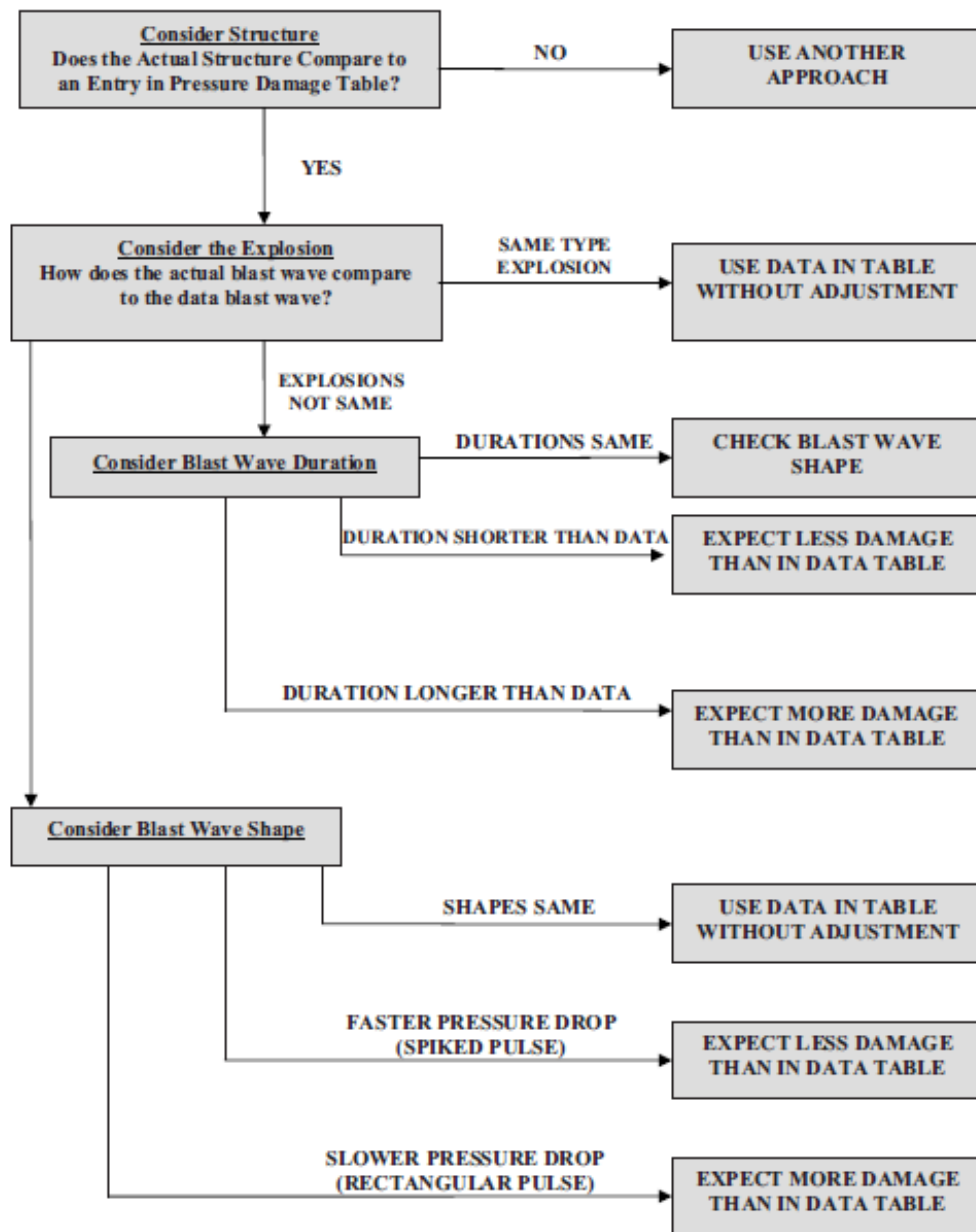 Consider Structure
Does the Actual Structure Compare to
an Entry in Pressure Damage Table?
NO
USE ANOTHER
APPROACH
YES
Consider the Explosion
How does the actual blast wave compare
to the data blast wave?
SAME TYPE
EXPLOSION
USE DATA IN TABLE
WITHOUT ADJUSTMENT
EXPLOSIONS
NOT SAME
Consider Blast Wave Duration
DURATIONS SAME
CHECK BLAST WAVE
SHAPE
DURATION SHORTER THAN DATA
EXPECT LESS DAMAGE
THAN IN DATA TABLE
DURATION LONGER THAN DATA
EXPECT MORE DAMAGE
THAN IN DATA TABLE
Consider Blast Wave Shape
SHAPES SAME
USE DATA IN TABLE
WITHOUT ADJUSTMENT
FASTER PRESSURE DROP
(SPIKED PULSE)
EXPECT LESS DAMAGE
THAN IN DATA TABLE
SLOWER PRESSURE DROP
(RECTANGULAR PULSE)
EXPECT MORE DAMAGE
THAN IN DATA TABLE